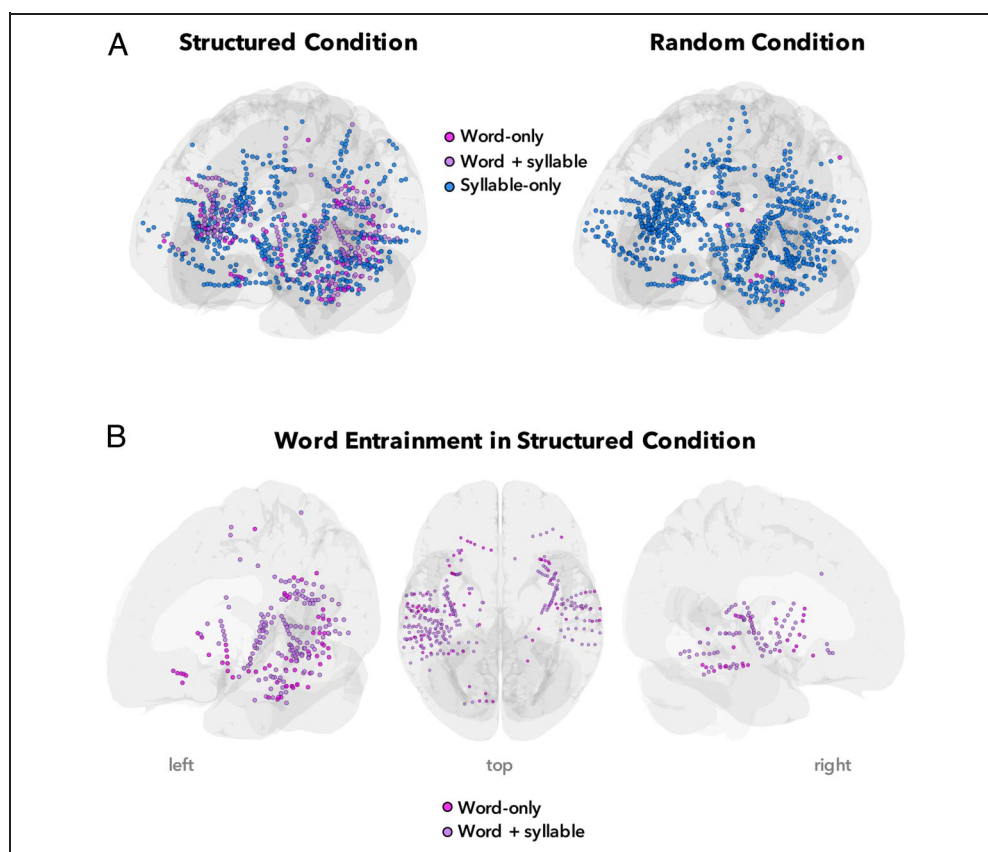 A
Structured Condition
Random Condition
Word-only
Word + syllable
Syllable-only
B
Word Entrainment in Structured Condition
left
top
right
Word-only
Word + syllable